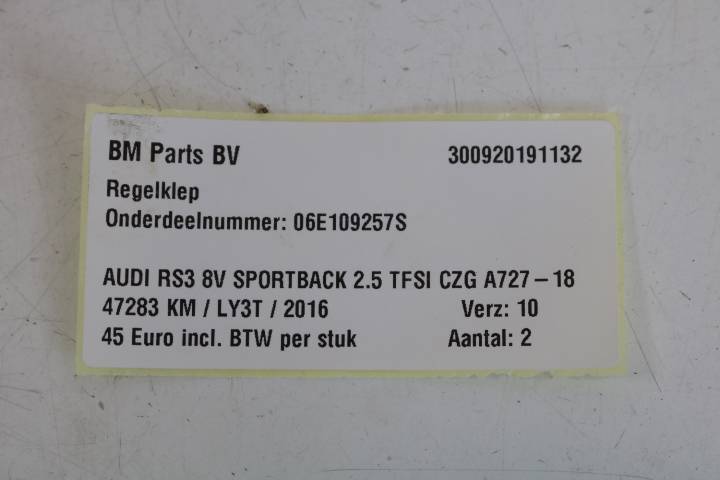 BM Parts BV 300920191132
Regelklep
Onderdeelnummer: 06E109257S
AUDI RS3 8V SPORTBACK 2.5 TFSI CZG A727 – 18
47283 KM / LY3T / 2016 Verz: 10
45 Euro incl. BTW per stuk Aantal: 2